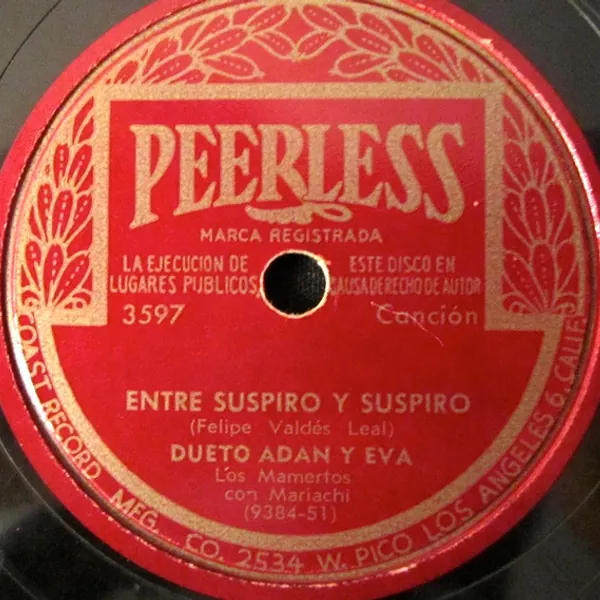 PEERLESS
MARCA REGISTRADA
LA EJECUCION DE
LUGARES PUBLICOS,
ESTE DISCO EN
CAUSA DERECHO DE AUTOR
3597
Canción
ENTRE SUSPIRO Y SUSPIRO
(Felipe Valdés Leal)
DUETO ADAN Y EVA
Los Mamertos
con Mariachi
(9384-51)
COAST RECORD MFG. CO. 2534 W. PICO LOS ANGELES 6, CALIF.